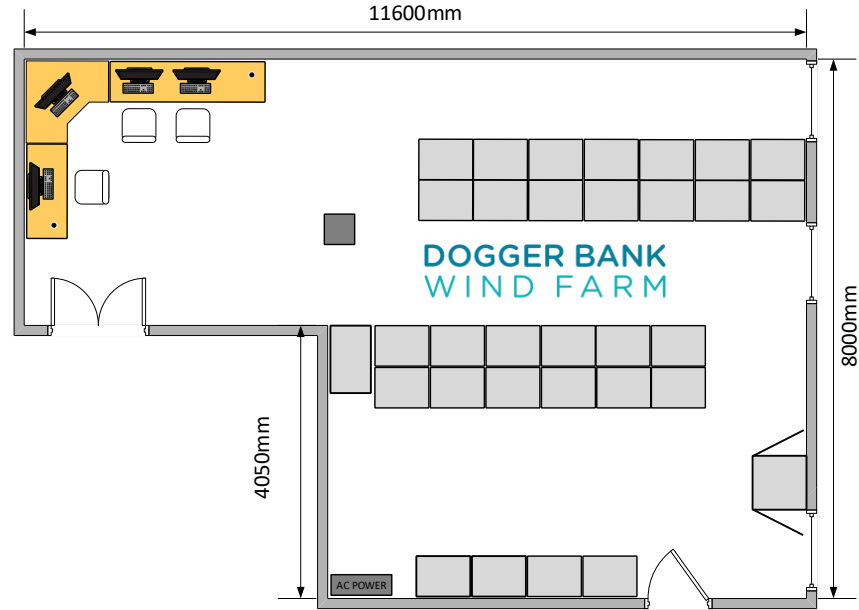 11600mm
DOGGER BANK
WIND FARM
8000mm
4050mm
AC POWER